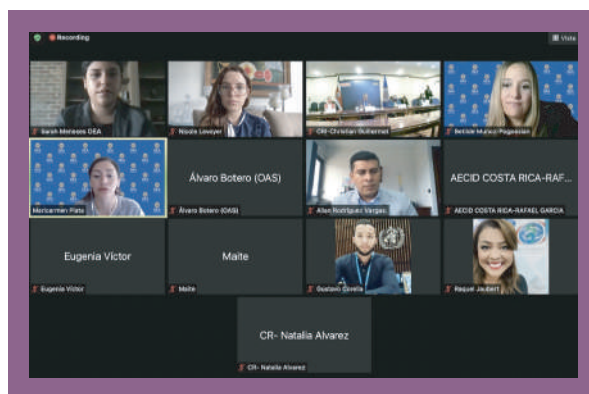 Recording
Vista
Sarah Meneses OEA
Nicole Lovoyer
CRI-Christian Guillermet
Betilde Muñoz-Pogossian
Maricarmen Plata
Álvaro Botero (OAS)
Álvaro Botero (OAS)
Allan Rodríguez Vargas
AECID COSTA RICA-RAF...
AECID COSTA RICA-RAFAEL GARCIA
Eugenia Víctor
Eugenia Víctor
Maite
Maite
Gustavo Corella
Raquel Jaubert
CR- Natalia Alvarez
CR- Natalia Alvarez